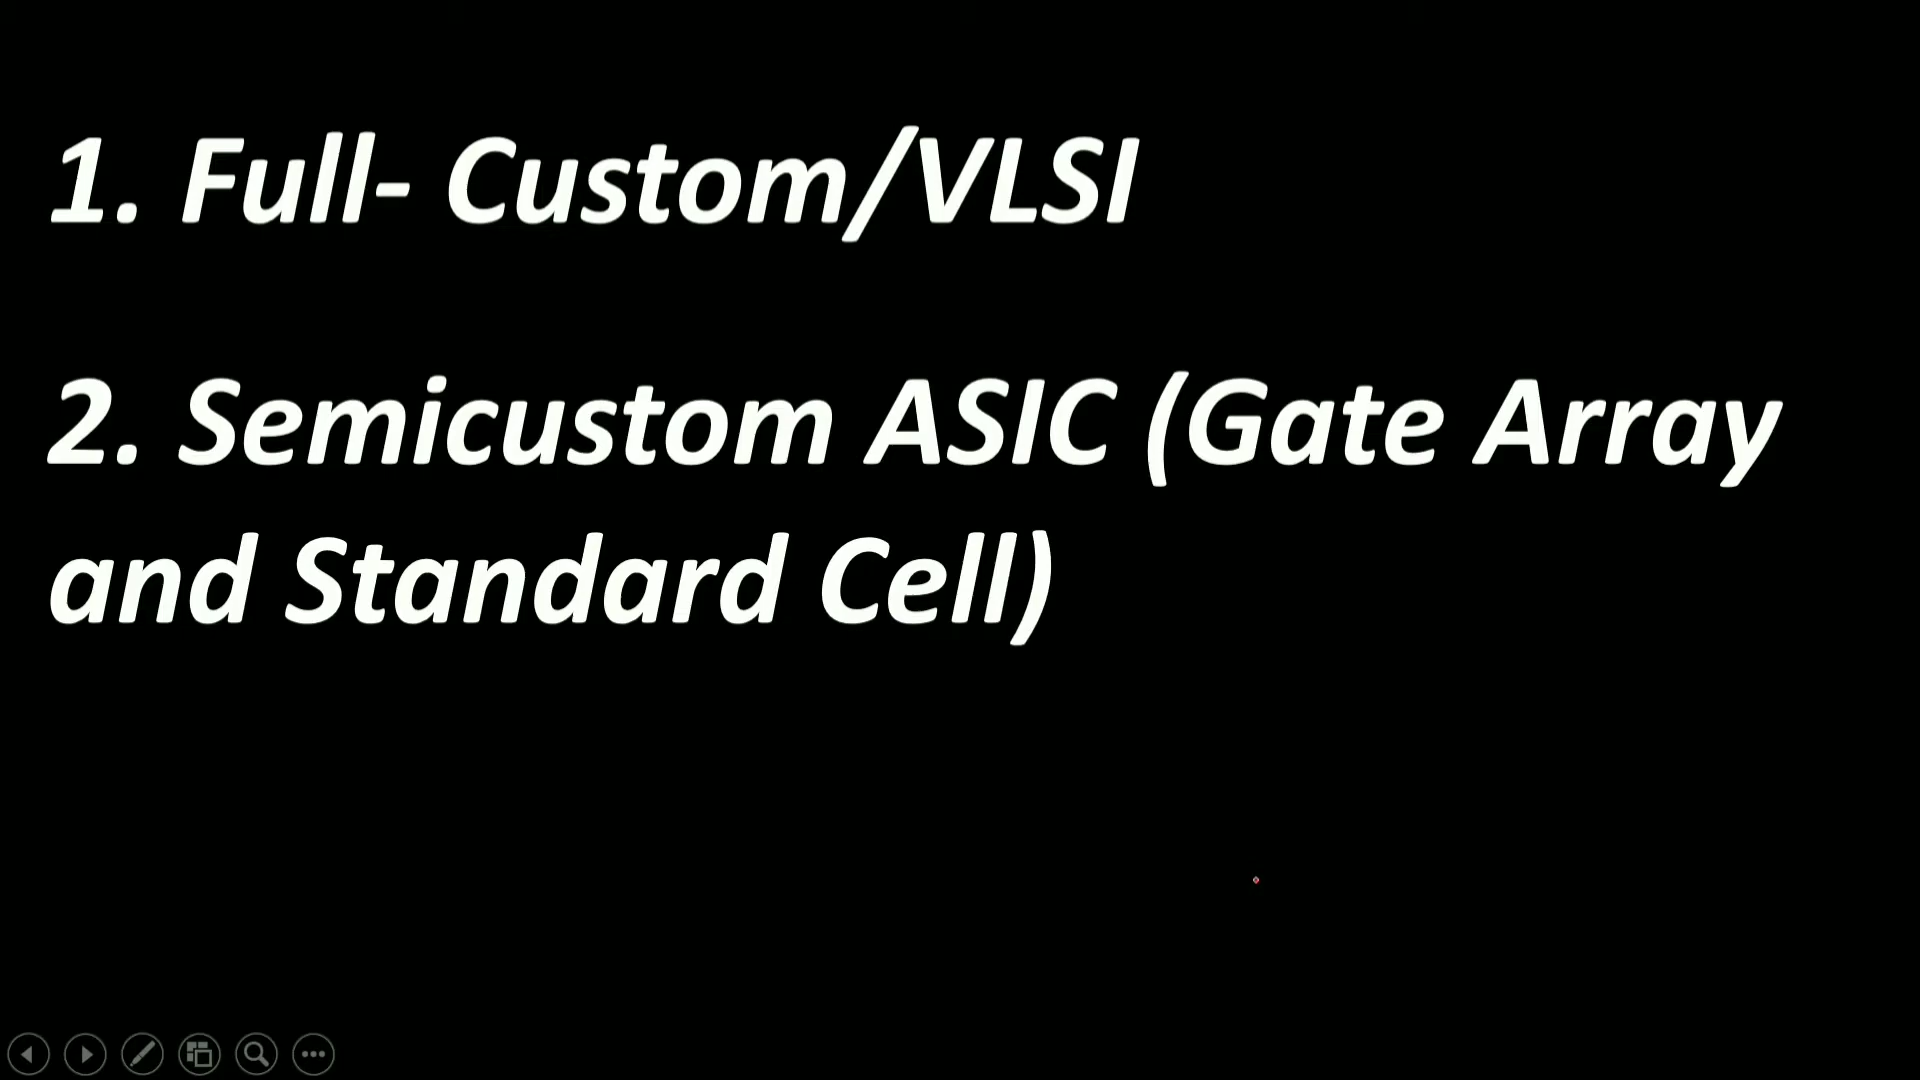 1. Full- Custom/VLSI
2. Semicustom ASIC (Gate Array
and Standard Cell)